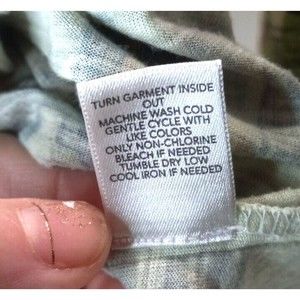 TURN GARMENT INSIDE
OUT
MACHINE WASH COLD
GENTLE CYCLE WITH
LIKE COLORS
ONLY NON-CHLORINE
BLEACH IF NEEDED
TUMBLE DRY LOW
COOL IRON IF NEEDED